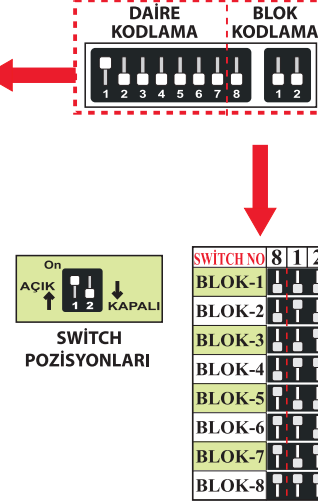 DAİRE BLOK
KODLAMA KODLAMA
1 2 3 4 5 6 7 8 1 2
On
AÇIK 1 2 KAPALI
SWİTCH
POZİSYONLARI
SWİTCH NO 8 1 2
BLOK-1
BLOK-2
BLOK-3
BLOK-4
BLOK-5
BLOK-6
BLOK-7
BLOK-8